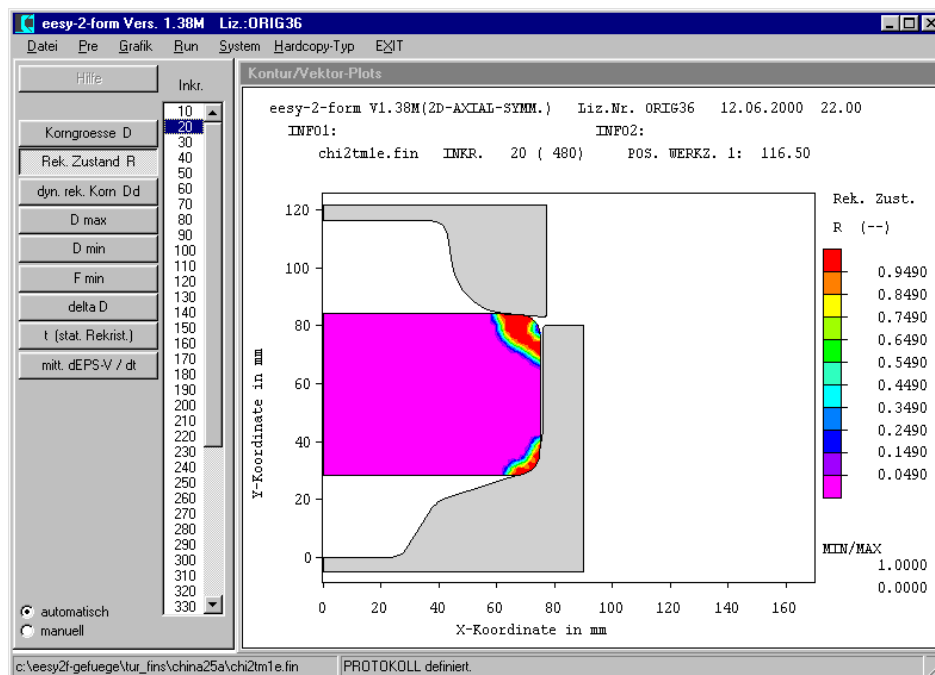 eesy-2-form Vers. 1.38M Liz.:ORIG36
Datei Pre Grafik Run System Hardcopy-Typ EXIT
Hilfe
Korngroesse D
Rek. Zustand R
dyn. rek. Korn Dd
D max
D min
F min
delta D
t (stat. Rekrist.)
mitt. dEPS-V / dt
automatisch
manuell
Inkr.
10
20
30
40
50
60
70
80
90
100
110
120
130
140
150
160
170
180
190
200
210
220
230
240
250
260
270
280
290
300
310
320
330
Kontur/Vektor-Plots
eesy-2-form V1.38M(2D-AXIAL-SYMM.) Liz.Nr. ORIG36 12.06.2000 22.00
INFO1: INFO2:
chi2tm1e.fin INKR. 20 ( 480) POS. WERKZ. 1: 116.50
Y-Koordinate in mm
120
100
80
60
40
20
0
0 20 40 60 80 100 120 140 160
X-Koordinate in mm
Rek. Zust.
R (--)
0.9490
0.8490
0.7490
0.6490
0.5490
0.4490
0.3490
0.2490
0.1490
0.0490
MIN/MAX
1.0000
0.0000
c:\eesy2f-gefuege\tur_fins\china25a\chi2tm1e.fin PROTOKOLL definiert.